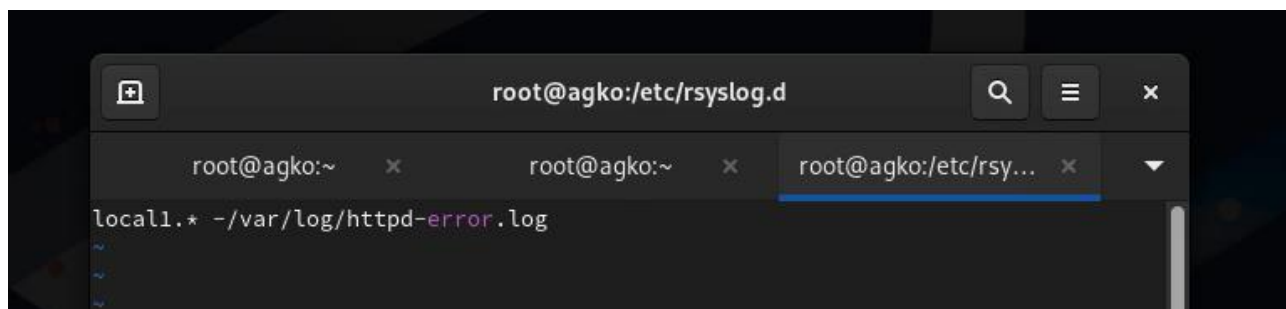 root@agko:/etc/rsyslog.d
root@agko:~ root@agko:~ root@agko:/etc/rsy...
local1.* -/var/log/httpd-error.log
~
~
~